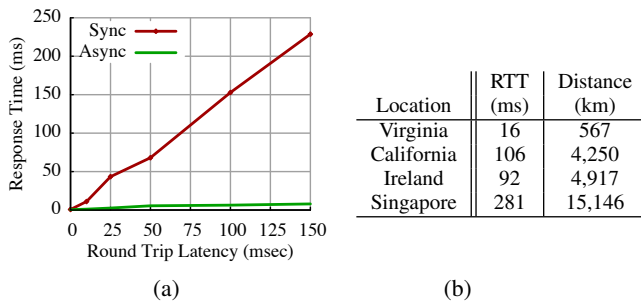 250
Sync
Async
200
150
100
50
0
Response Time (ms)
0 25 50 75 100 125 150
Round Trip Latency (msec)
(a)
RTT Distance
Location (ms) (km)
Virginia 16 567
California 106 4,250
Ireland 92 4,917
Singapore 281 15,146
(b)